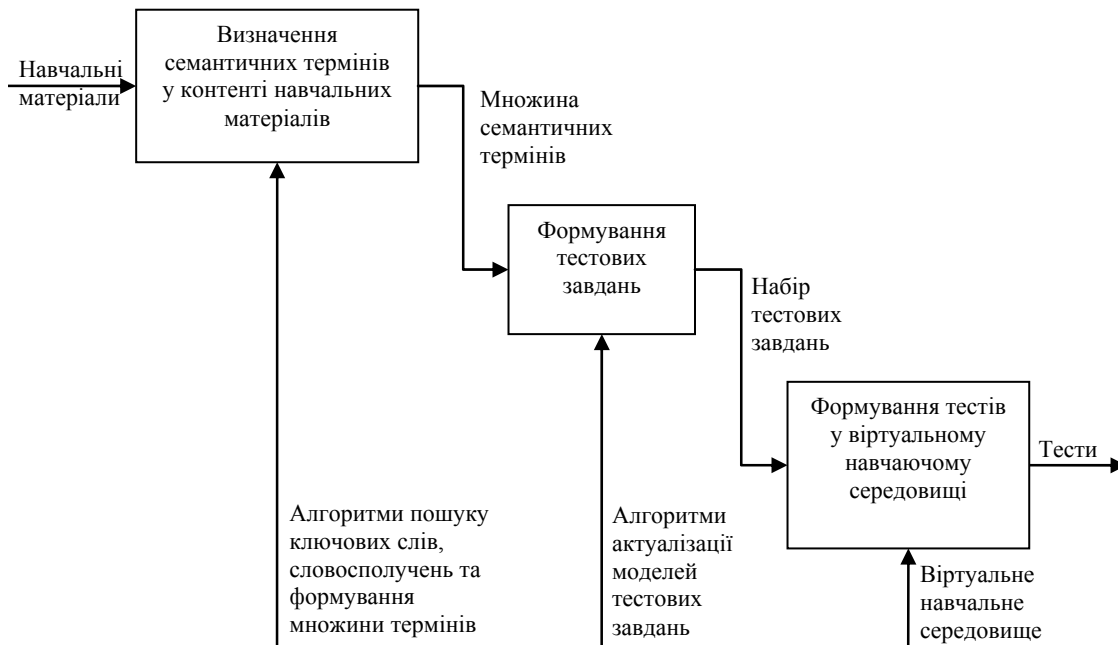 Навчальні
матеріали
Визначення
семантичних термінів
у контенті навчальних
матеріалів
Множина
семантичних
термінів
Формування
тестових
завдань
Набір
тестових
завдань
Формування тестів
у віртуальному
навчаючому
середовищі
Тести
Алгоритми пошуку
ключових слів,
словосполучень та
формування
множини термінів
Алгоритми
актуалізації
моделей
тестових
завдань
Віртуальне
навчальне
середовище